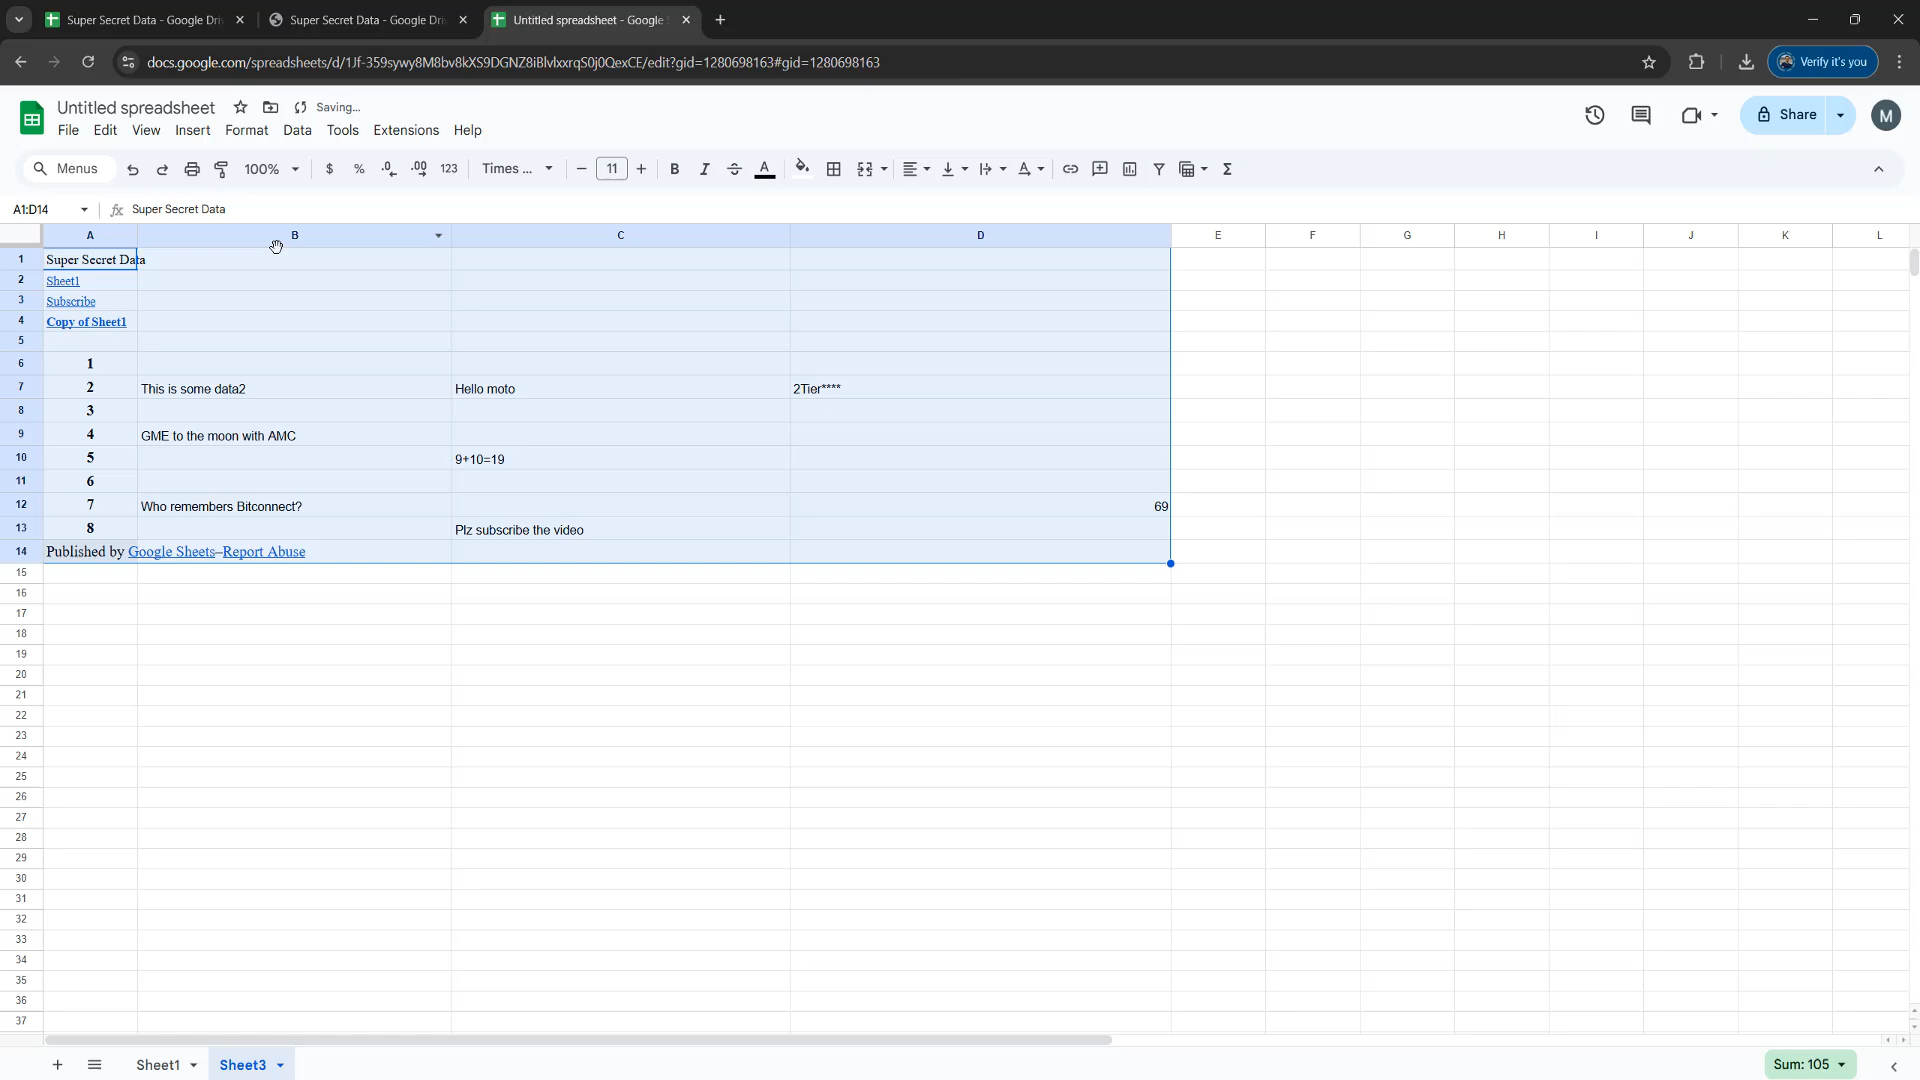 Super Secret Data - Google Dri
Super Secret Data - Google Dri
Untitled spreadsheet - Google
docs.google.com/spreadsheets/d/1Jf-359sywy8M8bv8kXS9DGNZ8iBlvlxxrqS0j0QexCE/edit?gid=1280698163#gid=1280698163
Verify it's you
Untitled spreadsheet Saving...
File Edit View Insert Format Data Tools Extensions Help
Share M
Menus 100% $ % .0 .00 123 Times ... 11 B I S A Σ
A1:D14 fx Super Secret Data
A B C D E F G H I J K L
1 Super Secret Data
2 Sheet1
3 Subscribe
4 Copy of Sheet1
5
6 1
7 2 This is some data2 Hello moto 2Tier****
8 3
9 4 GME to the moon with AMC
10 5 9+10=19
11 6
12 7 Who remembers Bitconnect? 69
13 8 Plz subscribe the video
14 Published by Google Sheets–Report Abuse
15
16
17
18
19
20
21
22
23
24
25
26
27
28
29
30
31
32
33
34
35
36
37
Sheet1 Sheet3 Sum: 105